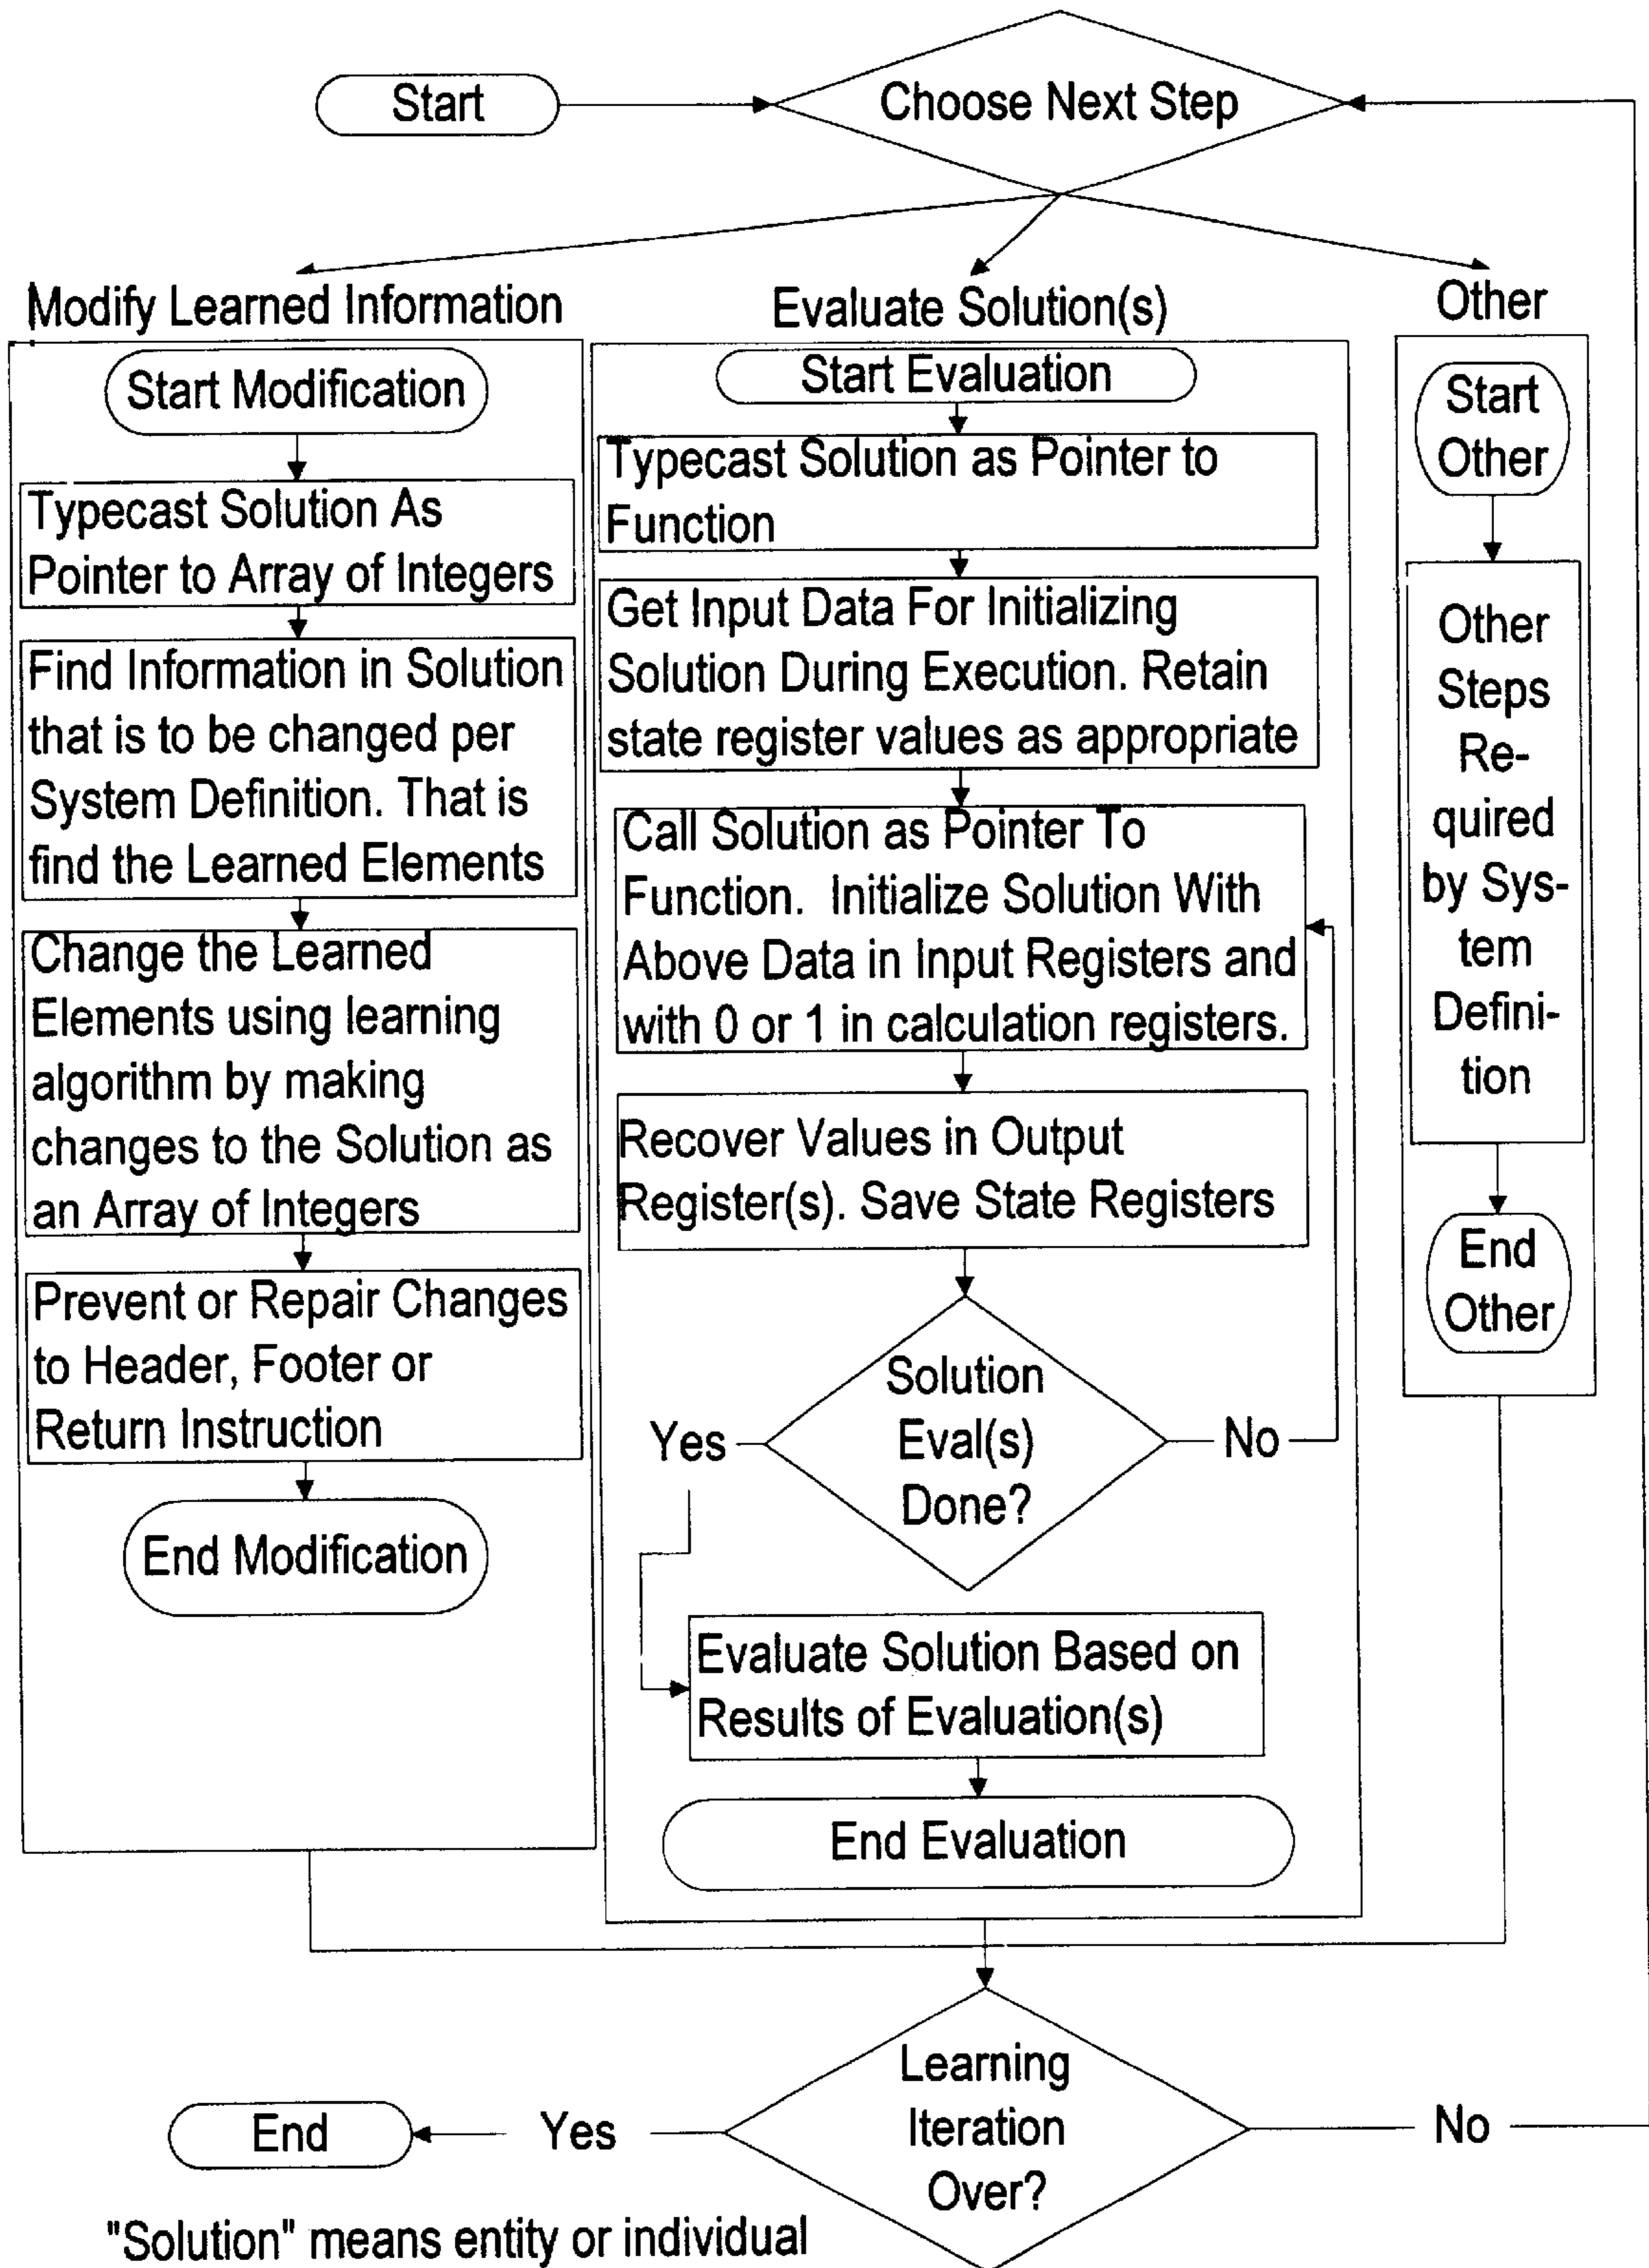 Start
Choose Next Step
Modify Learned Information
Start Modification
Typecast Solution As
Pointer to Array of Integers
Find Information in Solution
that is to be changed per
System Definition. That is
find the Learned Elements
Change the Learned
Elements using learning
algorithm by making
changes to the Solution as
an Array of Integers
Prevent or Repair Changes
to Header, Footer or
Return Instruction
End Modification
Evaluate Solution(s)
Start Evaluation
Typecast Solution as Pointer to
Function
Get Input Data For Initializing
Solution During Execution. Retain
state register values as appropriate
Call Solution as Pointer To
Function. Initialize Solution With
Above Data in Input Registers and
with 0 or 1 in calculation registers.
Recover Values in Output
Register(s). Save State Registers
Solution
Eval(s)
Done?
Yes
No
Evaluate Solution Based on
Results of Evaluation(s)
End Evaluation
Other
Start
Other
Other
Steps
Re-
quired
by Sys-
tem
Defini-
tion
End
Other
Learning
Iteration
Over?
End
Yes
No
"Solution" means entity or individual